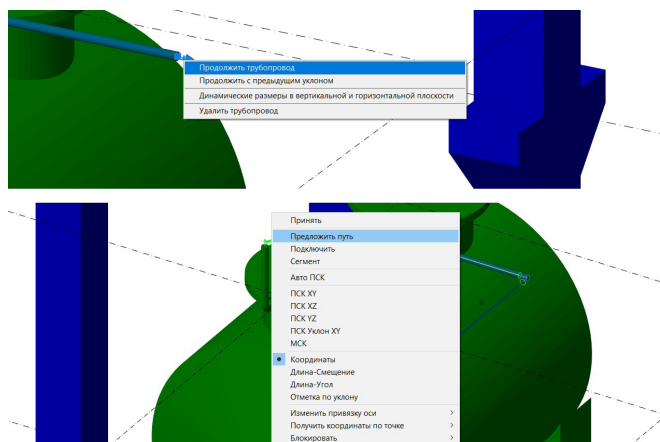 Продолжить трубопровод
Продолжить с предыдущим уклоном
Динамические размеры в вертикальной и горизонтальной плоскости
Удалить трубопровод
Принять
Предложить путь
Подключить
Сегмент
Авто ПСК
ПСК XY
ПСК XZ
ПСК YZ
ПСК Уклон XY
МСК
Координаты
Длина-Смещение
Длина-Угол
Отметка по уклону
Изменить привязку оси
Получить координаты по точке
Блокировать